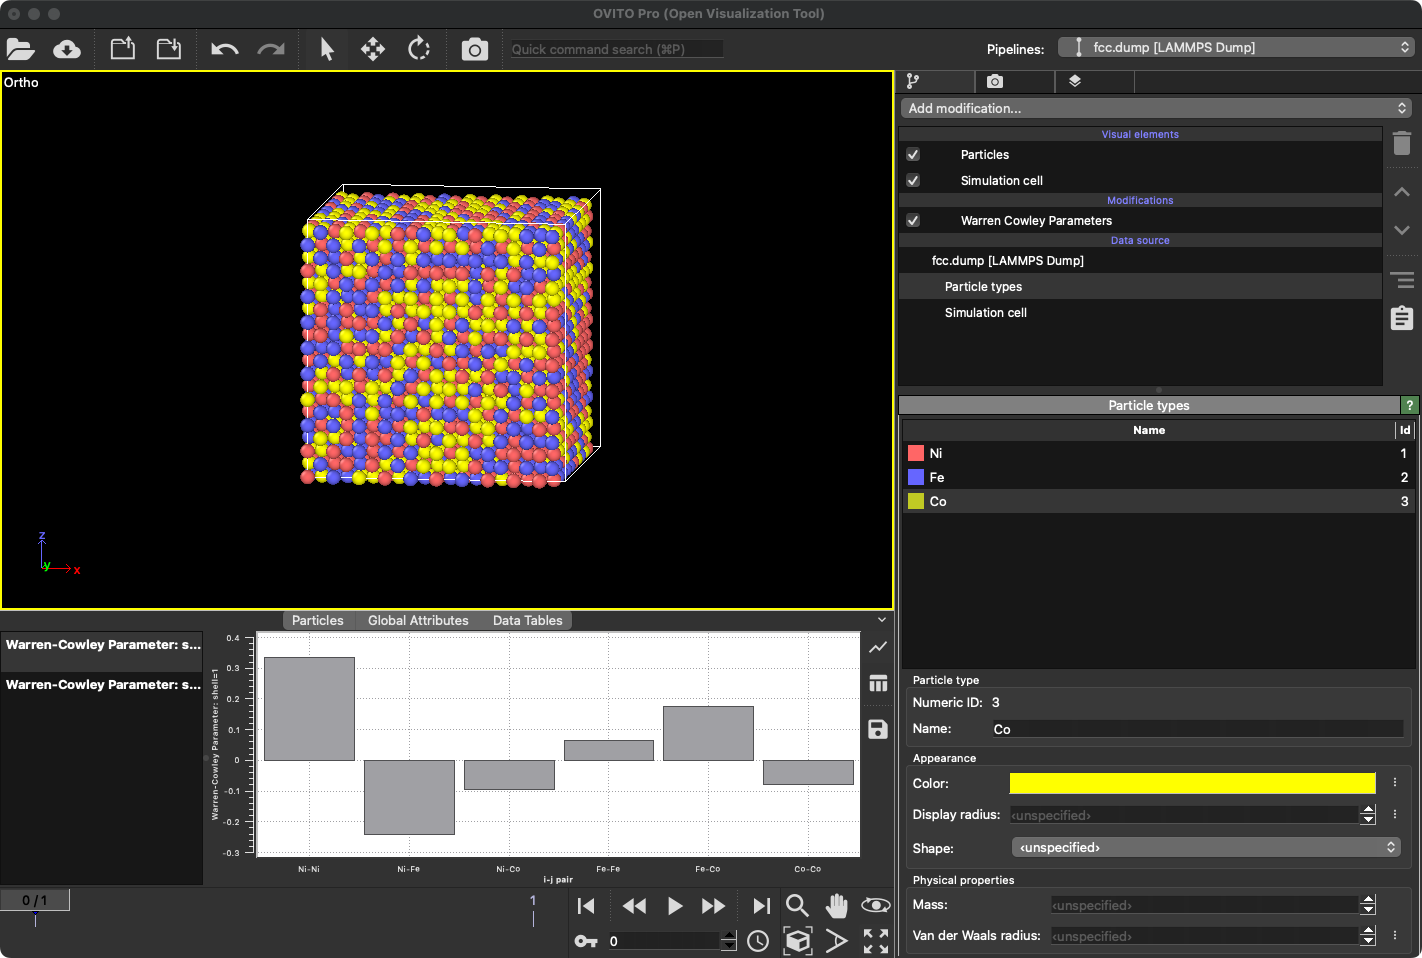 OVITO Pro (Open Visualization Tool)
Quick command search (⌘P)
Pipelines:
fcc.dump [LAMMPS Dump]
Ortho
z
y
x
Add modification...
Visual elements
Particles
Simulation cell
Modifications
Warren Cowley Parameters
Data source
fcc.dump [LAMMPS Dump]
Particle types
Simulation cell
Particle types
?
Name
Id
Ni
1
Fe
2
Co
3
Particle type
Numeric ID: 3
Name: Co
Appearance
Color:
Display radius: ‹unspecified›
Shape: ‹unspecified›
Physical properties
Mass: ‹unspecified›
Van der Waals radius: ‹unspecified›
Particles
Global Attributes
Data Tables
Warren-Cowley Parameter: s...
Warren-Cowley Parameter: s...
Warren-Cowley Parameter: shell=1
0.4
0.3
0.2
0.1
0
-0.1
-0.2
-0.3
Ni-Ni
Ni-Fe
Ni-Co
Fe-Fe
Fe-Co
Co-Co
i-j pair
0 / 1
1
0